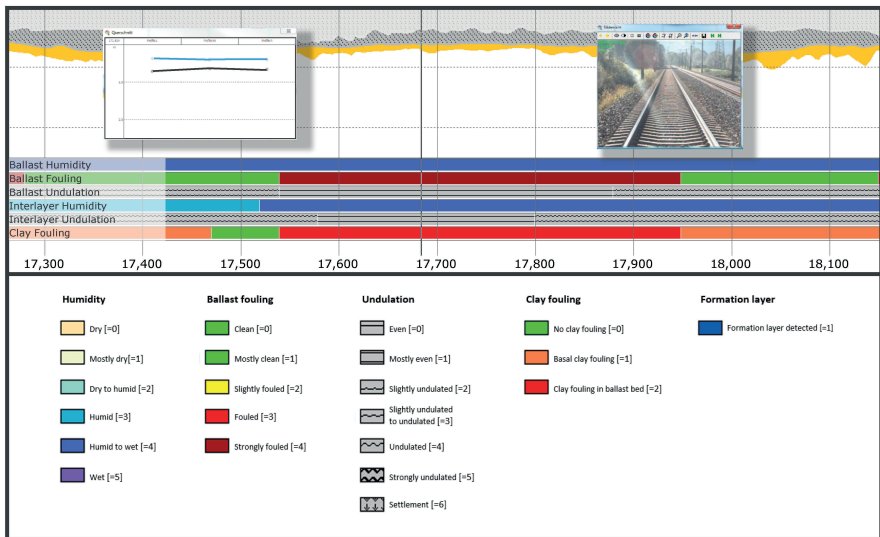 Querschnitt
Ballast Humidity
Ballast Fouling
Ballast Undulation
Interlayer Humidity
Interlayer Undulation
Clay Fouling
17,300 17,400 17,500 17,600 17,700 17,800 17,900 18,000 18,100
Humidity Ballast fouling Undulation Clay fouling Formation layer
Dry [=0] Clean [=0] Even [=0] No clay fouling [=0] Formation layer detected [=1]
Mostly dry[=1] Mostly clean [=1] Mostly even [=1] Basal clay fouling [=1]
Dry to humid [=2] Slightly fouled [=2] Slightly undulated [=2] Clay fouling in ballast bed [=2]
Humid [=3] Fouled [=3] Slightly undulated
to undulated [=3]
Humid to wet [=4] Strongly fouled [=4] Undulated [=4]
Wet [=5] Strongly undulated [=5]
Settlement [=6]